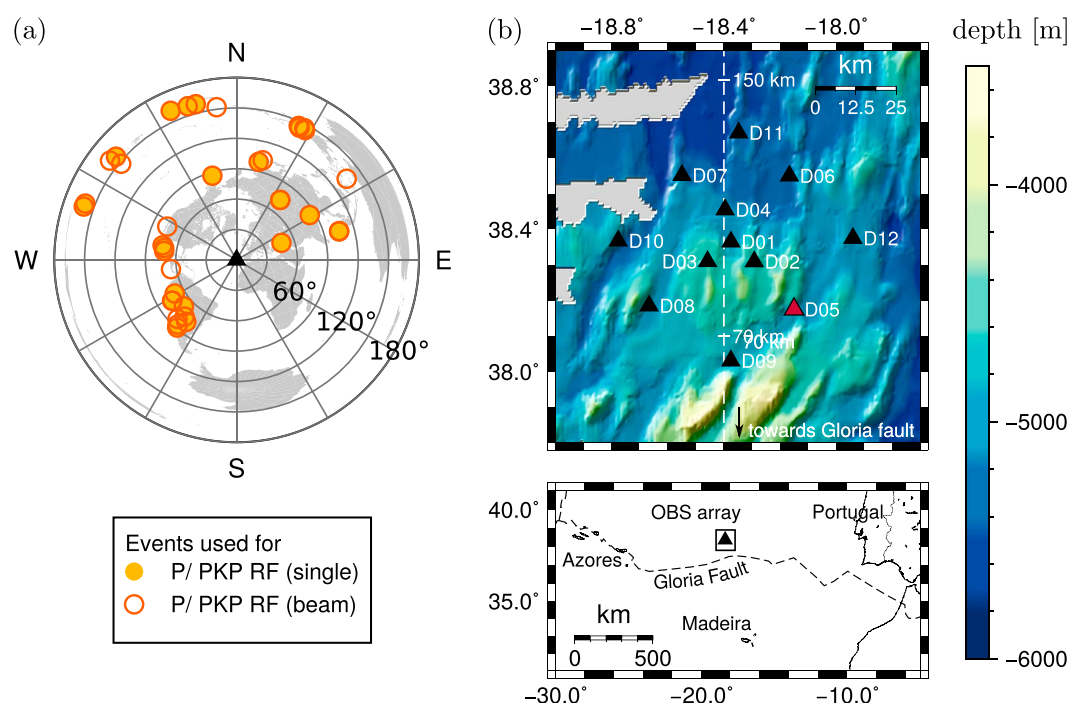 (a)
N
W
E
S
60°
120°
180°
Events used for
P/ PKP RF (single)
P/ PKP RF (beam)
(b)
−18.8° −18.4° −18.0°
38.8°
38.4°
38.0°
150 km
km
0 12.5 25
D11
D07
D06
D04
D10
D01
D12
D03
D02
D08
D05
70 km
70 km
D09
towards Gloria fault
40.0°
35.0°
OBS array
Portugal
Azores
Gloria Fault
km
Madeira
0 500
−30.0° −20.0° −10.0°
depth [m]
−4000
−5000
−6000